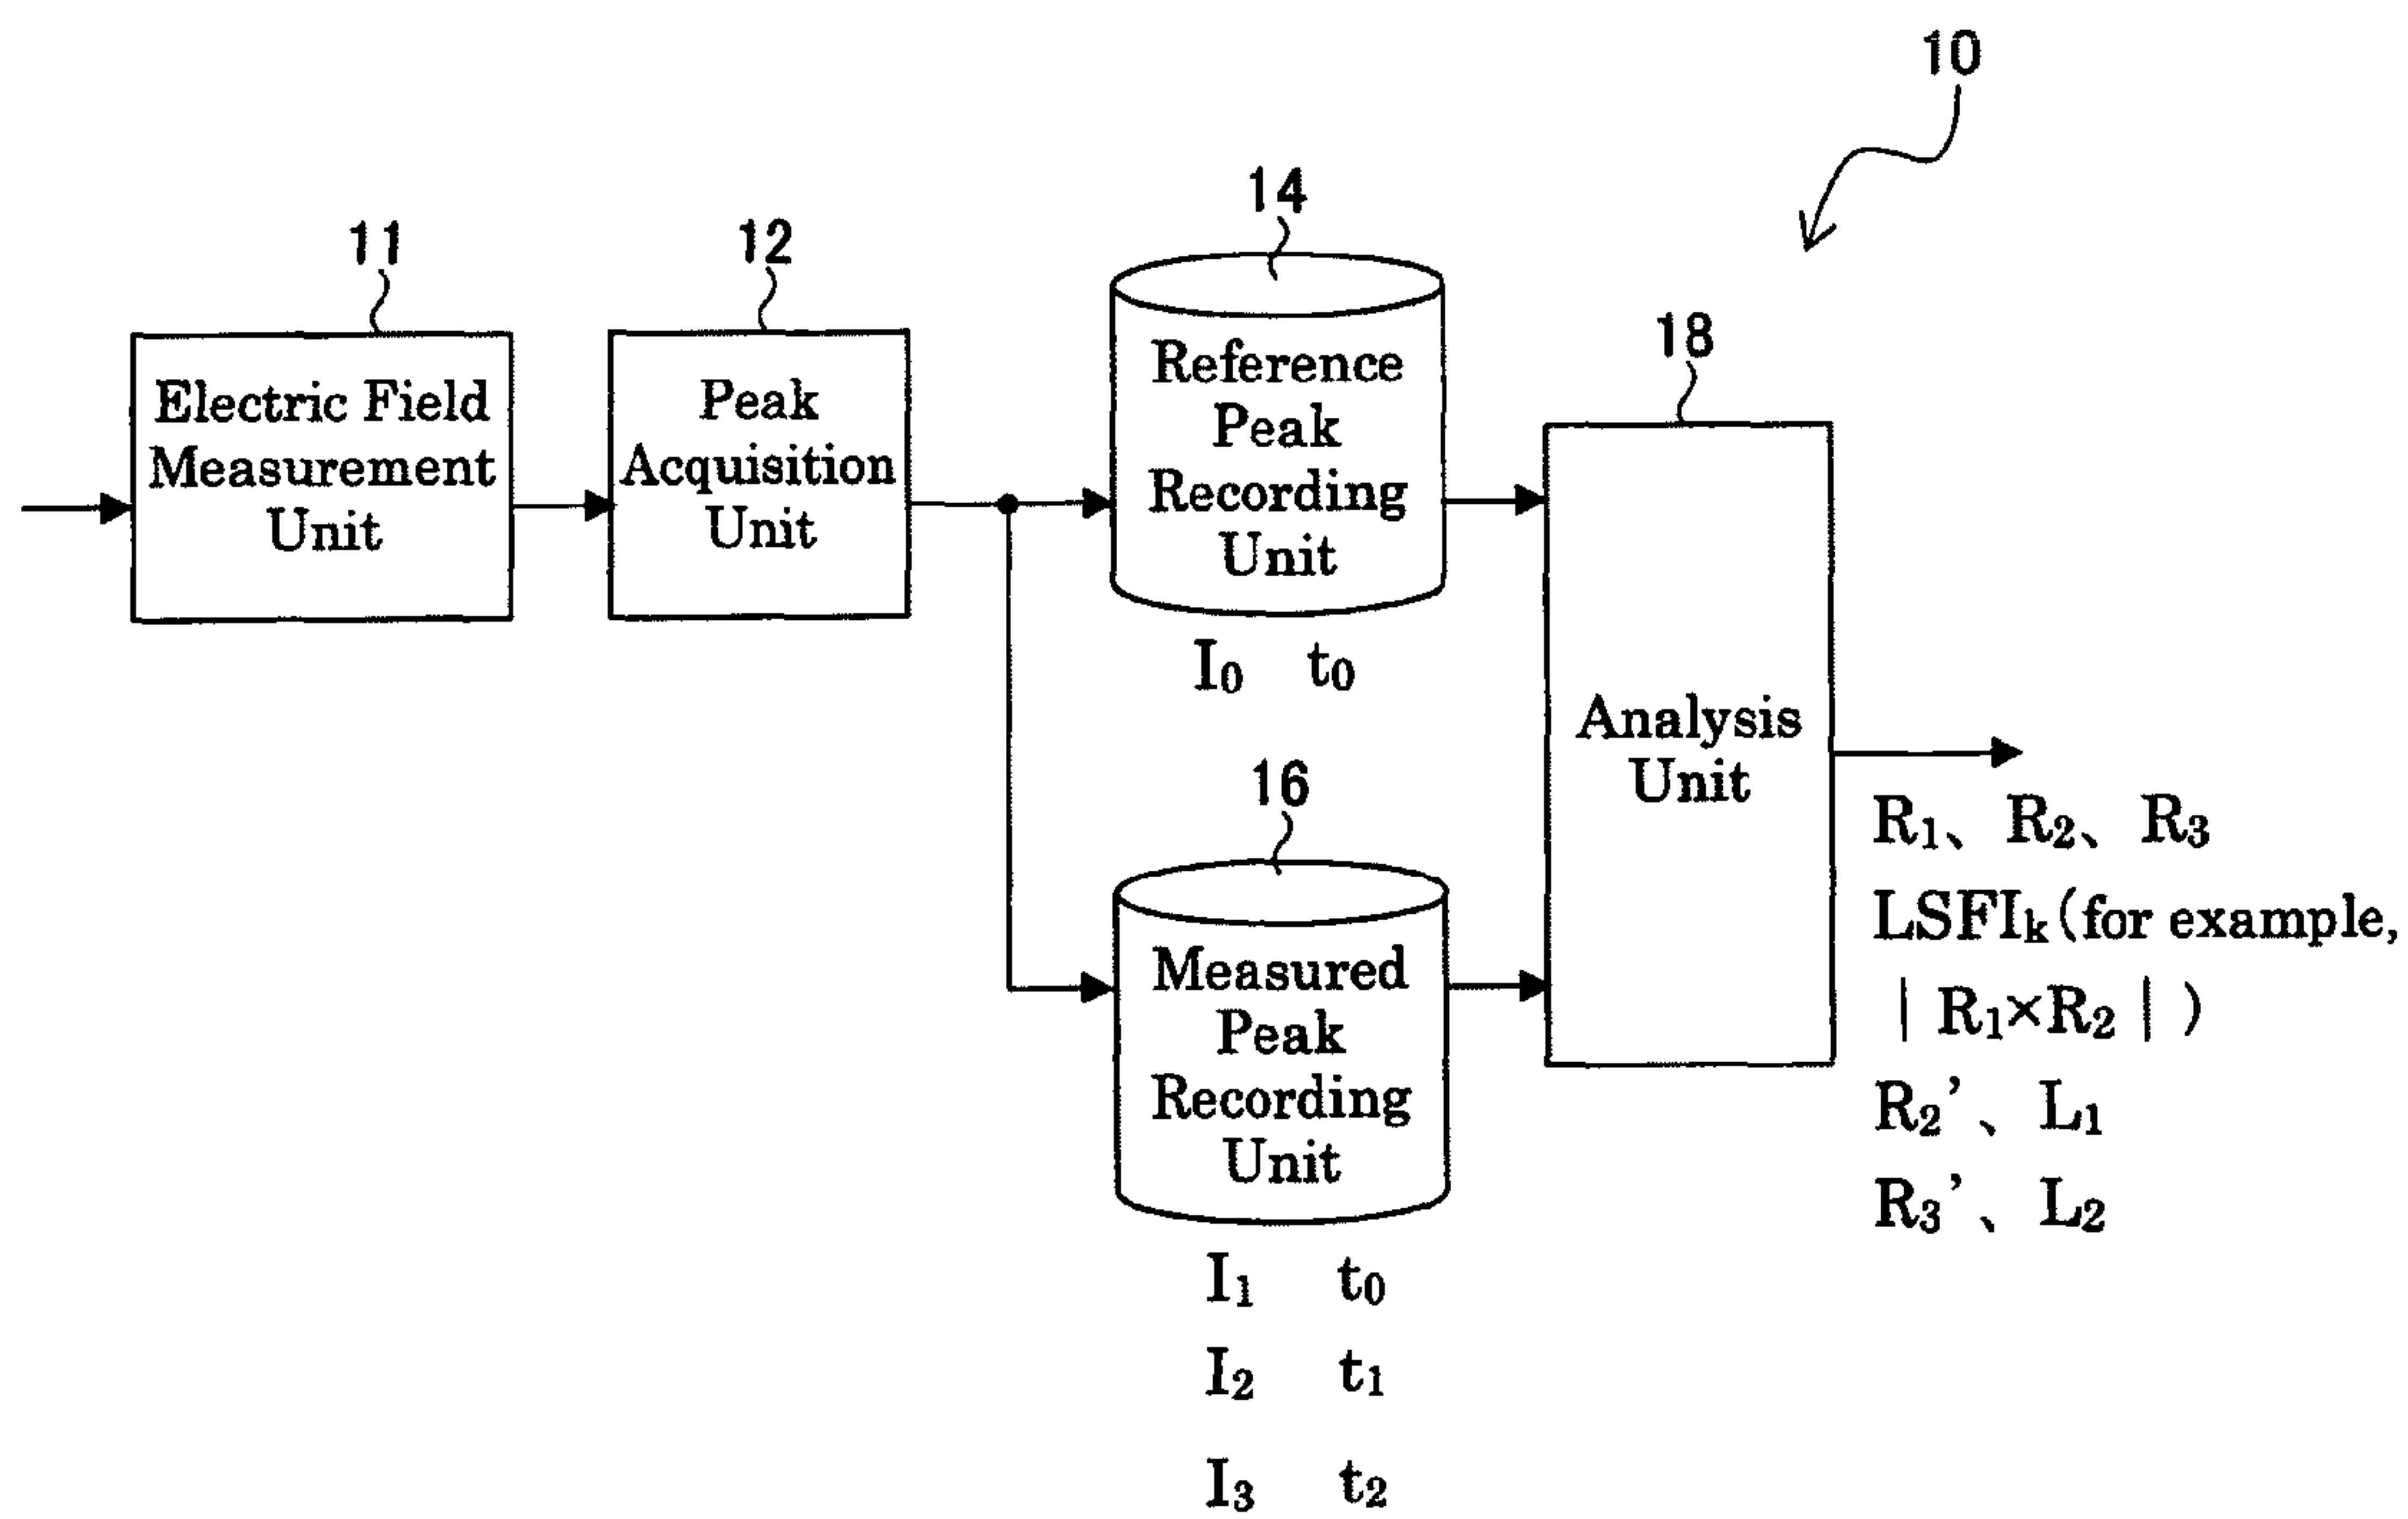 10
11
Electric Field
Measurement
Unit
12
Peak
Acquisition
Unit
14
Reference
Peak
Recording
Unit
I₀ t₀
16
Measured
Peak
Recording
Unit
I₁ t₀
I₂ t₁
I₃ t₂
18
Analysis
Unit
R₁、R₂、R₃
LSFIₖ(for example,
| R₁×R₂ | )
R₂’、L₁
R₃’、L₂